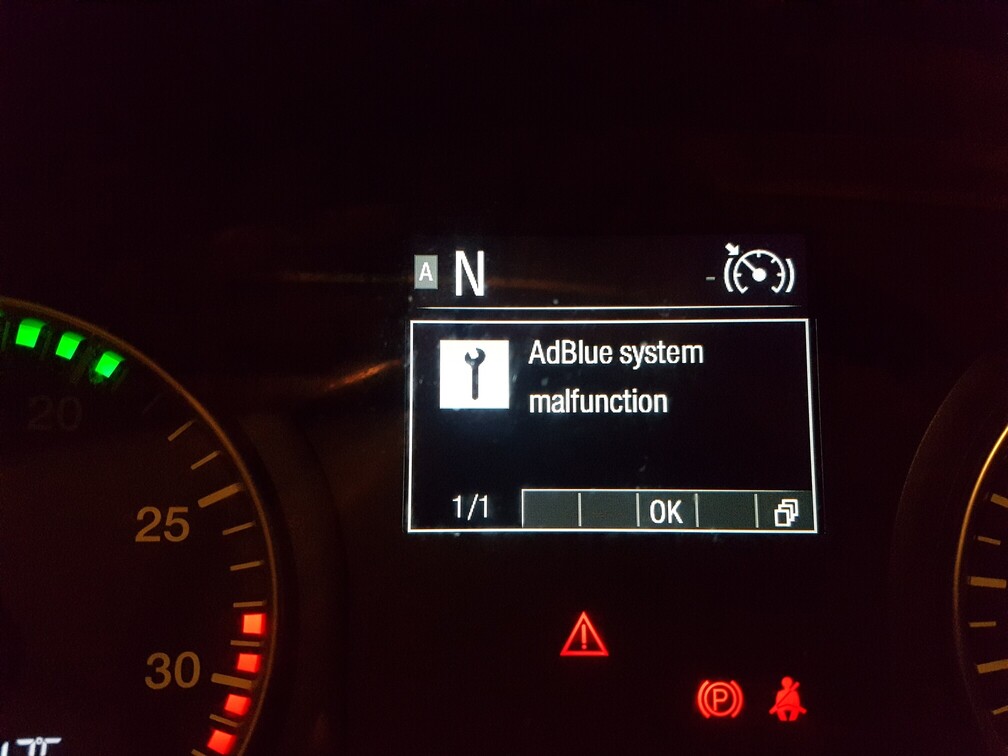 A N
AdBlue system
malfunction
1/1 OK
20
25
30
P